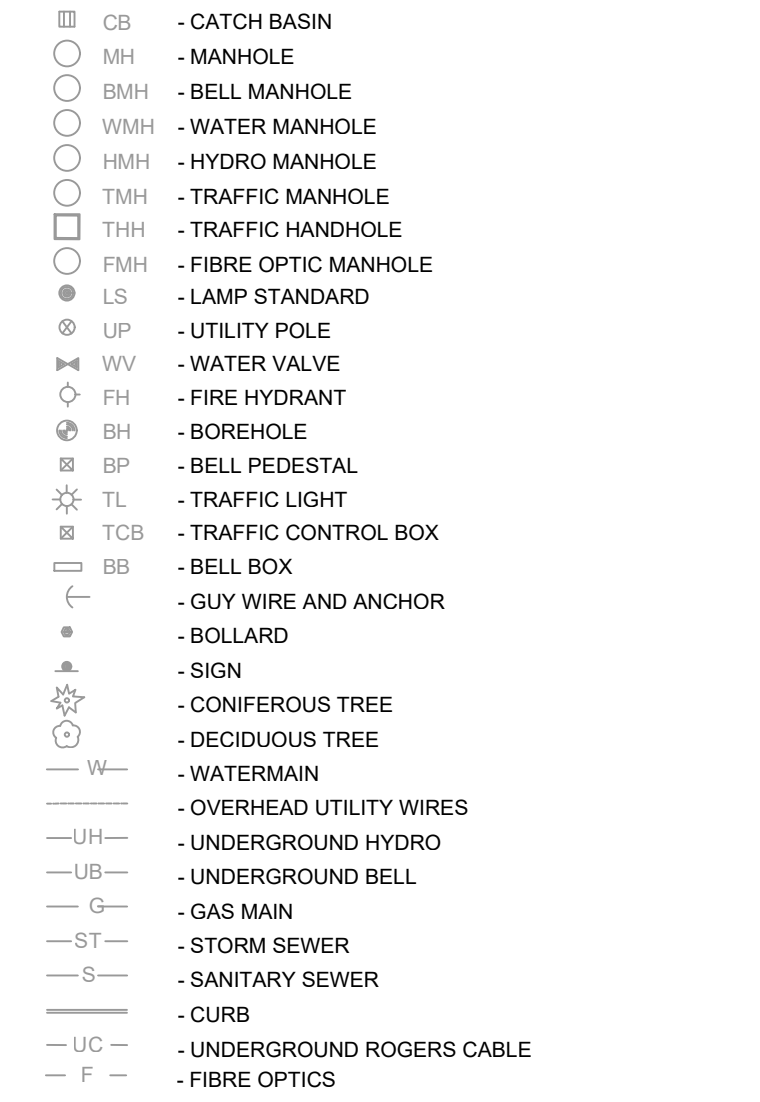 CB - CATCH BASIN
MH - MANHOLE
BMH - BELL MANHOLE
WMH - WATER MANHOLE
HMH - HYDRO MANHOLE
TMH - TRAFFIC MANHOLE
THH - TRAFFIC HANDHOLE
FMH - FIBRE OPTIC MANHOLE
LS - LAMP STANDARD
UP - UTILITY POLE
WV - WATER VALVE
FH - FIRE HYDRANT
BH - BOREHOLE
BP - BELL PEDESTAL
TL - TRAFFIC LIGHT
TCB - TRAFFIC CONTROL BOX
BB - BELL BOX
- GUY WIRE AND ANCHOR
- BOLLARD
- SIGN
- CONIFEROUS TREE
- DECIDUOUS TREE
W - WATERMAIN
- OVERHEAD UTILITY WIRES
UH - UNDERGROUND HYDRO
UB - UNDERGROUND BELL
G - GAS MAIN
ST - STORM SEWER
S - SANITARY SEWER
- CURB
UC - UNDERGROUND ROGERS CABLE
F - FIBRE OPTICS